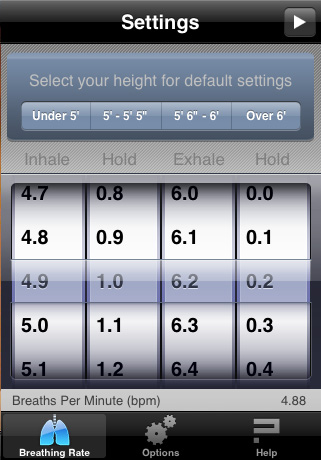 Settings
Select your height for default settings
Under 5' 5' - 5' 5" 5' 6" - 6' Over 6'
Inhale Hold Exhale Hold
4.7 0.8 6.0 0.0
4.8 0.9 6.1 0.1
4.9 1.0 6.2 0.2
5.0 1.1 6.3 0.3
5.1 1.2 6.4 0.4
Breaths Per Minute (bpm) 4.88
Breathing Rate Options Help